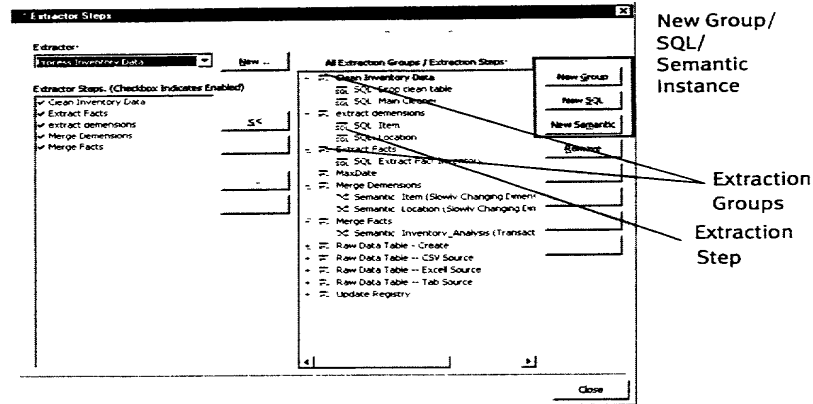 Extractor Steps
Extractor:
Process Inventory Data
New ..
Extractor Steps. (Checkbox Indicates Enabled)
Clean Inventory Data
Extract Facts
extract demensions
Merge Demensions
Merge Facts
<<
All Extraction Groups / Extraction Steps:
Clean Inventory Data
SQL Drop clean table
SQL Main Cleaner
extract demensions
SQL Item
SQL Location
Extract Facts
SQL Extract Fact Inventory
MaxDate
Merge Demensions
Semantic Item (Slowly Changing Dimens
Semantic Location (Slowly Changing Dim
Merge Facts
Semantic Inventory_Analysis (Transact
Raw Data Table - Create
Raw Data Table -- CSV Source
Raw Data Table -- Excell Source
Raw Data Table -- Tab Source
Update Registry
New Group
New SQL
New Semantic
Remove
Close
New Group/
SQL/
Semantic
Instance
Extraction
Groups
Extraction
Step